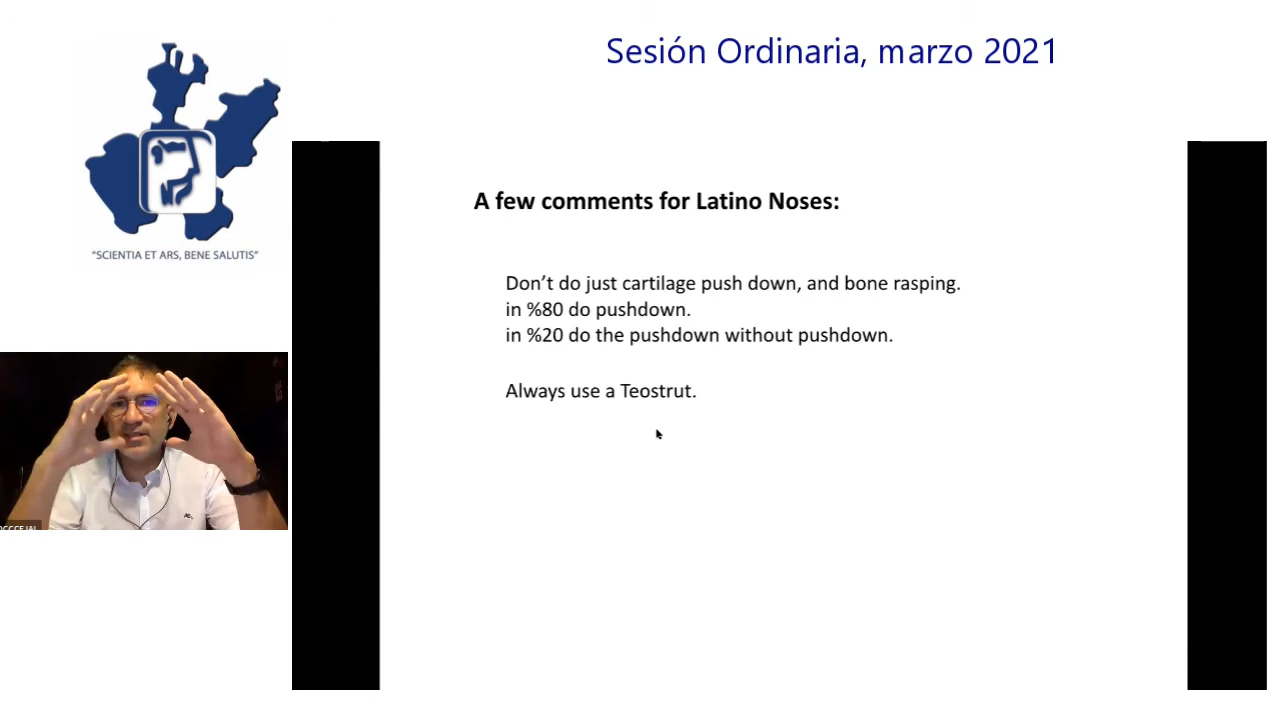 Sesión Ordinaria, marzo 2021
A few comments for Latino Noses:
“SCIENTIA ET ARS, BENE SALUTIS”
Don’t do just cartilage push down, and bone rasping.
in %80 do pushdown.
in %20 do the pushdown without pushdown.
Always use a Teostrut.